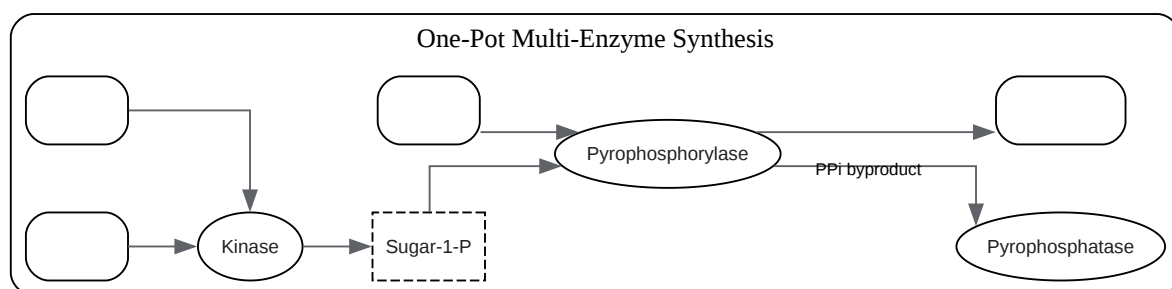 One-Pot Multi-Enzyme Synthesis
Pyrophosphorylase
PPi byproduct
Kinase
Sugar-1-P
Pyrophosphatase